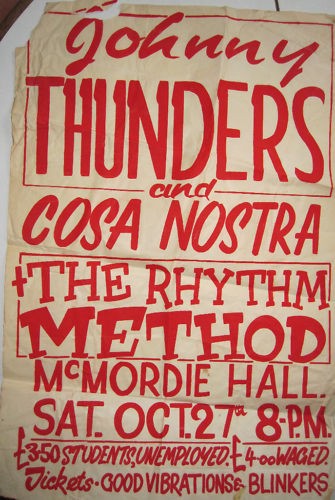 Johnny
THUNDERS
and
COSA NOSTRA
+THE RHYTHM
METHOD
McMORDIE HALL.
SAT. OCT. 27th 8·P.M
£3·50 STUDENTS, UNEMPLOYED. £4·00 WAGED
Tickets - GOOD VIBRATIONS & BLINKERS